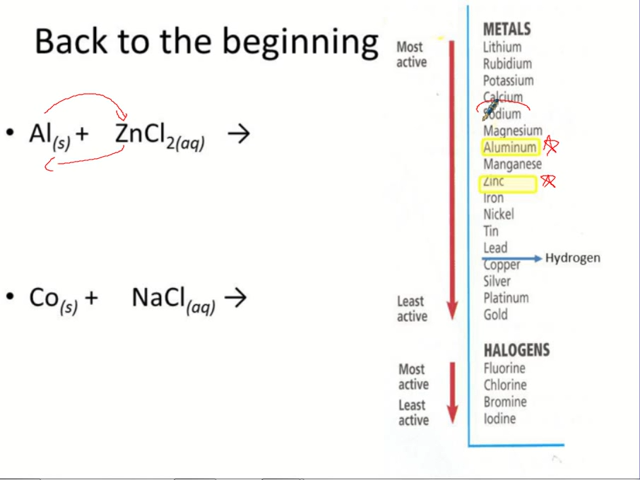 Back to the beginning
• Al(s) + ZnCl2(aq) →
• Co(s) + NaCl(aq) →
Most
active
Least
active
METALS
Lithium
Rubidium
Potassium
Calcium
Sodium
Magnesium
Aluminum
Manganese
Zinc
Iron
Nickel
Tin
Lead
Hydrogen
Copper
Silver
Platinum
Gold
HALOGENS
Most
active
Least
active
Fluorine
Chlorine
Bromine
Iodine